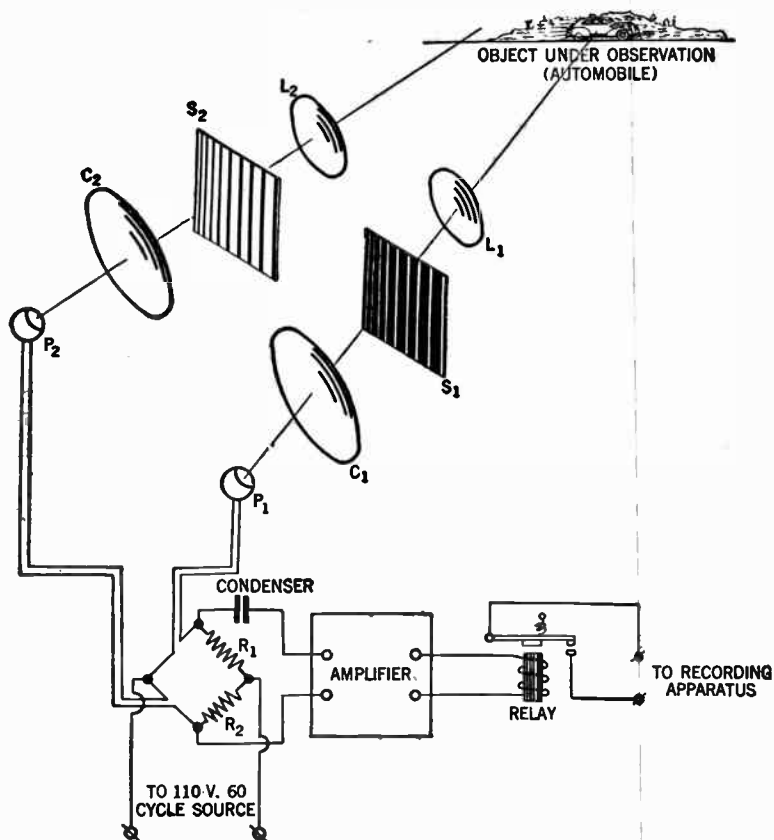 OBJECT UNDER OBSERVATION
(AUTOMOBILE)
L2
S2
C2
L1
P2
S1
C1
P1
CONDENSER
R1
AMPLIFIER
TO RECORDING
APPARATUS
RELAY
R2
TO 110 V. 60
CYCLE SOURCE